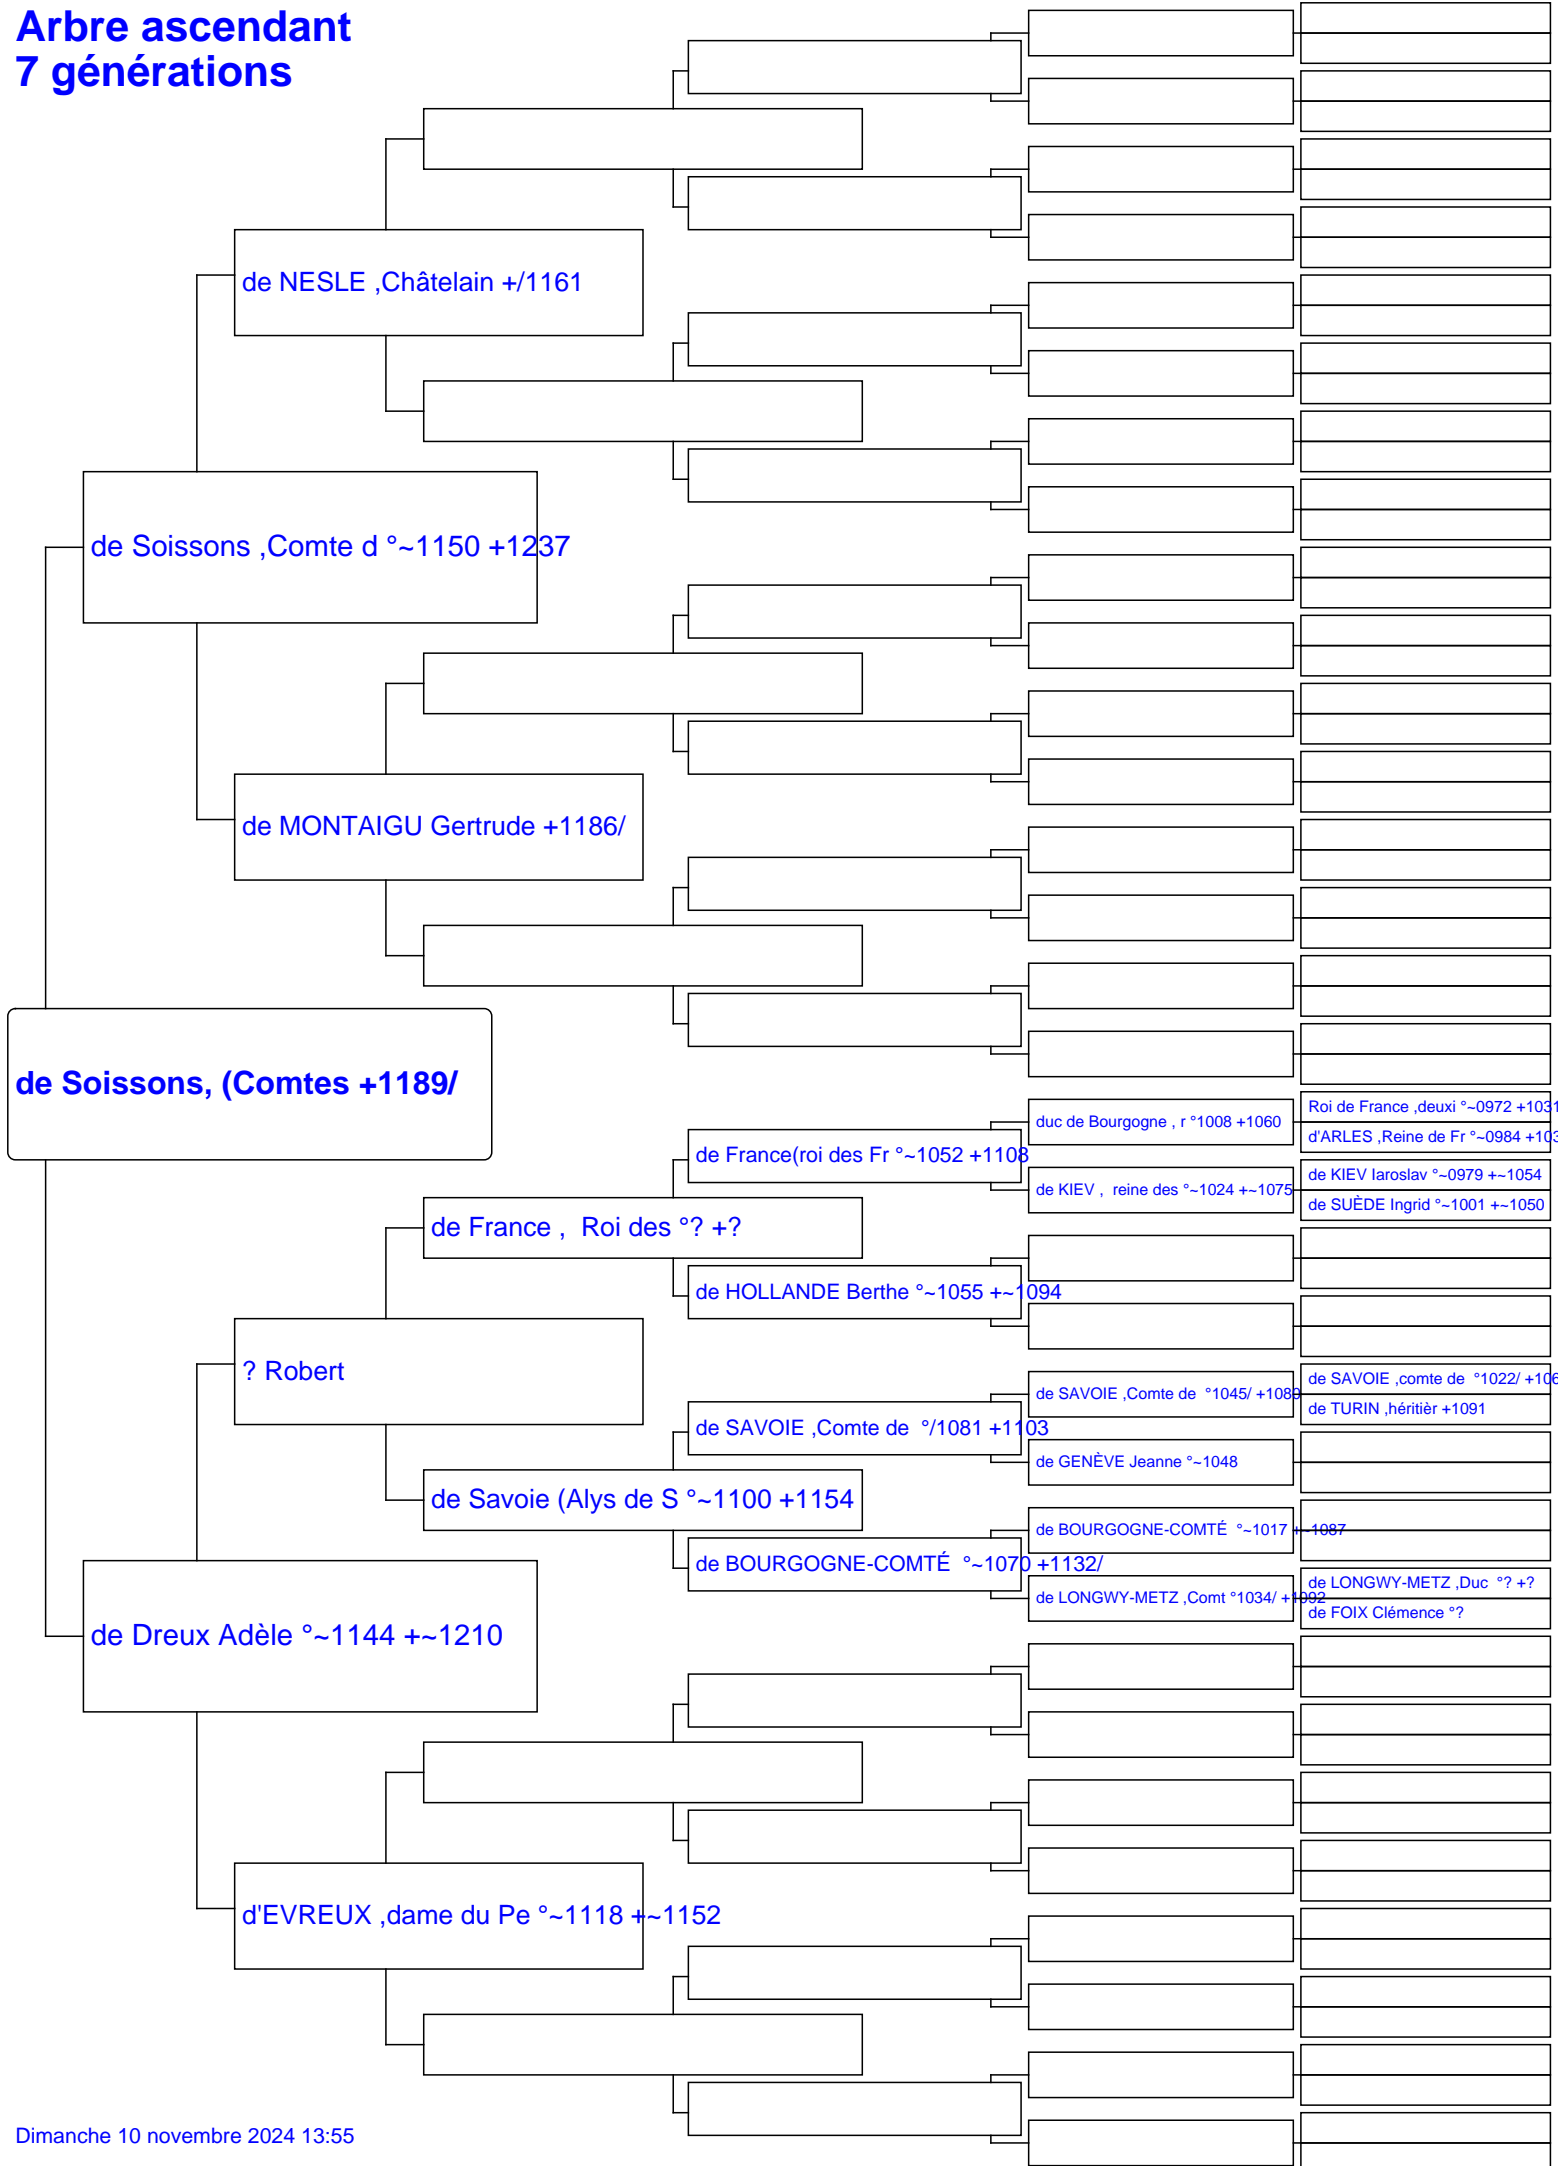 Arbre ascendant
7 générations
de NESLE ,Châtelain +/1161
de Soissons ,Comte d °~1150 +1237
de MONTAIGU Gertrude +1186/
de Soissons, (Comtes +1189/
duc de Bourgogne , r °1008 +1060
Roi de France ,deuxi °~0972 +1031
d'ARLES ,Reine de Fr °~0984 +103
de France(roi des Fr °~1052 +1108
de KIEV Iaroslav °~0979 +~1054
de KIEV , reine des °~1024 +~1075
de SUÈDE Ingrid °~1001 +~1050
de France , Roi des °? +?
de HOLLANDE Berthe °~1055 +~1094
? Robert
de SAVOIE ,comte de °1022/ +106
de SAVOIE ,Comte de °1045/ +1080
de TURIN ,héritièr +1091
de SAVOIE ,Comte de °/1081 +1103
de GENÈVE Jeanne °~1048
de Savoie (Alys de S °~1100 +1154
de BOURGOGNE-COMTÉ °~1017 +~1087
de BOURGOGNE-COMTÉ °~1070 +1132/
de LONGWY-METZ ,Duc °? +?
de LONGWY-METZ ,Comt °1034/ +1092
de FOIX Clémence °?
de Dreux Adèle °~1144 +~1210
d'EVREUX ,dame du Pe °~1118 +~1152
Dimanche 10 novembre 2024 13:55